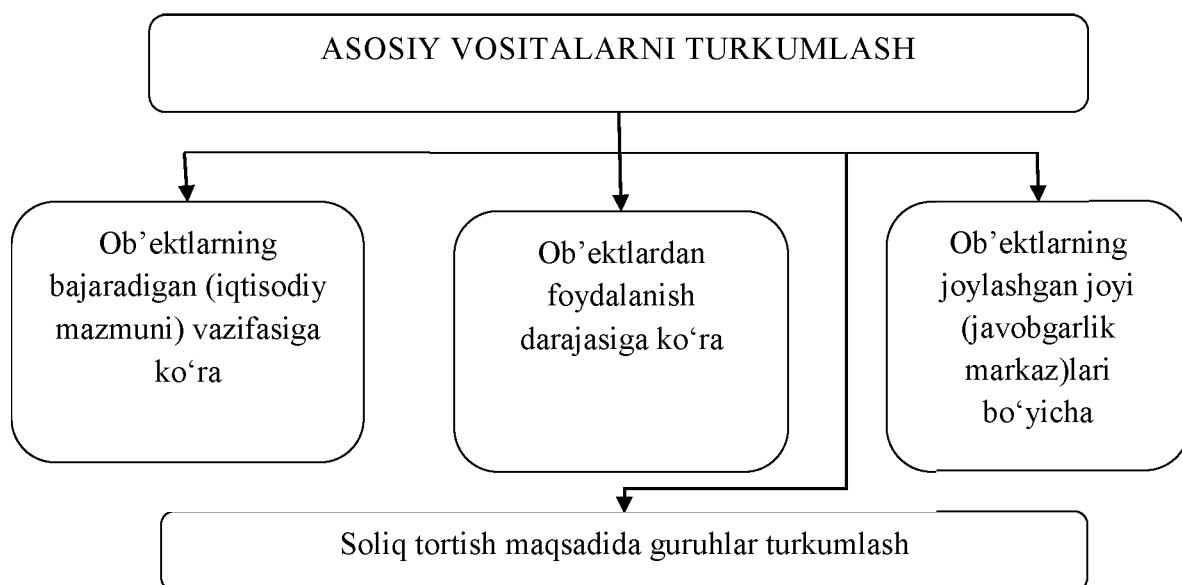 ASOSIY VOSITALARNI TURKUMLASH
Ob’ektlarning
bajaradigan (iqtisodiy
mazmuni) vazifasiga
ko‘ra
Ob’ektlardan
foydalanish
darajasiga ko‘ra
Ob’ektlarning
joylashgan joyi
(javobgarlik
markaz)lari
bo‘yicha
Soliq tortish maqsadida guruhlar turkumlash